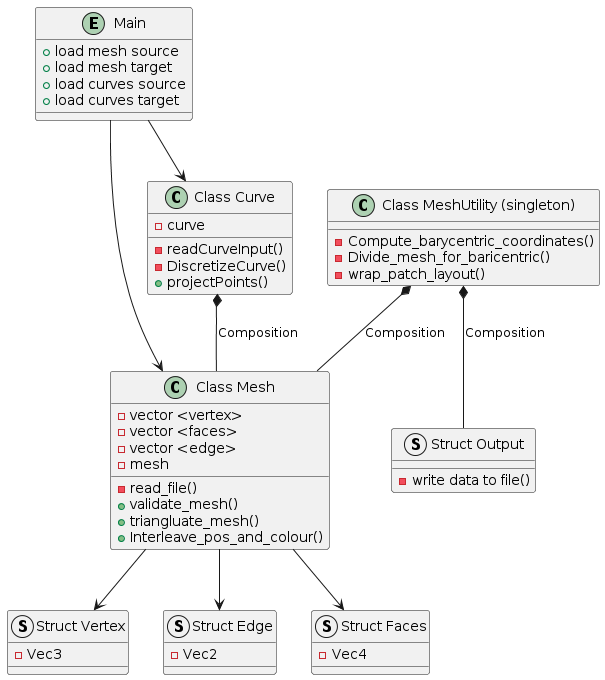 E Main
load mesh source
load mesh target
load curves source
load curves target
C Class Curve
curve
readCurveInput()
DiscretizeCurve()
projectPoints()
C Class MeshUtility (singleton)
Compute_barycentric_coordinates()
Divide_mesh_for_baricentric()
wrap_patch_layout()
Composition
Composition
Composition
C Class Mesh
vector <vertex>
vector <faces>
vector <edge>
mesh
read_file()
validate_mesh()
triangluate_mesh()
Interleave_pos_and_colour()
S Struct Output
write data to file()
S Struct Vertex
Vec3
S Struct Edge
Vec2
S Struct Faces
Vec4